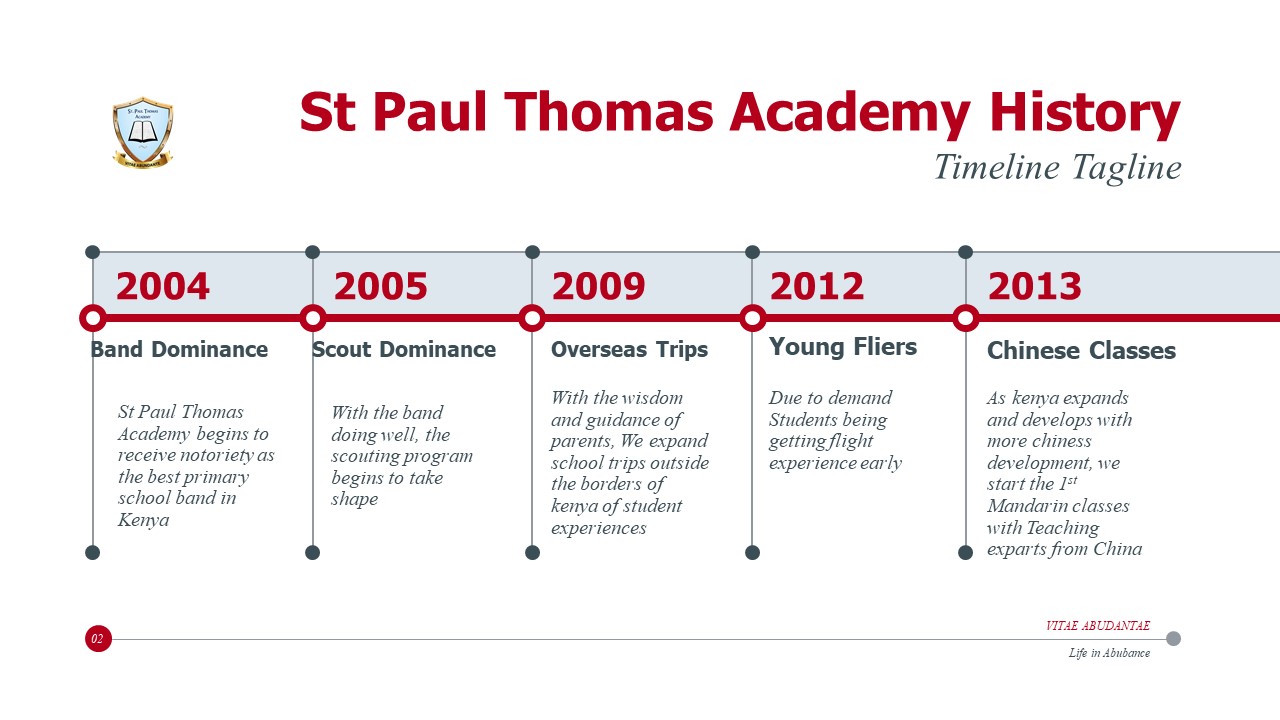 St Paul Thomas
Academy
VITAE ABUNDANTE
St Paul Thomas Academy History
Timeline Tagline
2004
2005
2009
2012
2013
Band Dominance
Scout Dominance
Overseas Trips
Young Fliers
Chinese Classes
St Paul Thomas
Academy begins to
receive notoriety as
the best primary
school band in
Kenya
With the band
doing well, the
scouting program
begins to take
shape
With the wisdom
and guidance of
parents, We expand
school trips outside
the borders of
kenya of student
experiences
Due to demand
Students being
getting flight
experience early
As kenya expands
and develops with
more chiness
development, we
start the 1st
Mandarin classes
with Teaching
exparts from China
02
VITAE ABUDANTAE
Life in Abubance